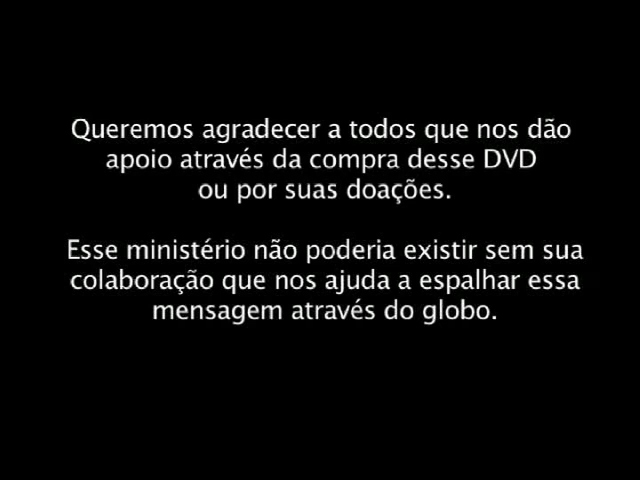 Queremos agradecer a todos que nos dão
apoio através da compra desse DVD
ou por suas doações.
Esse ministério não poderia existir sem sua
colaboração que nos ajuda a espalhar essa
mensagem através do globo.